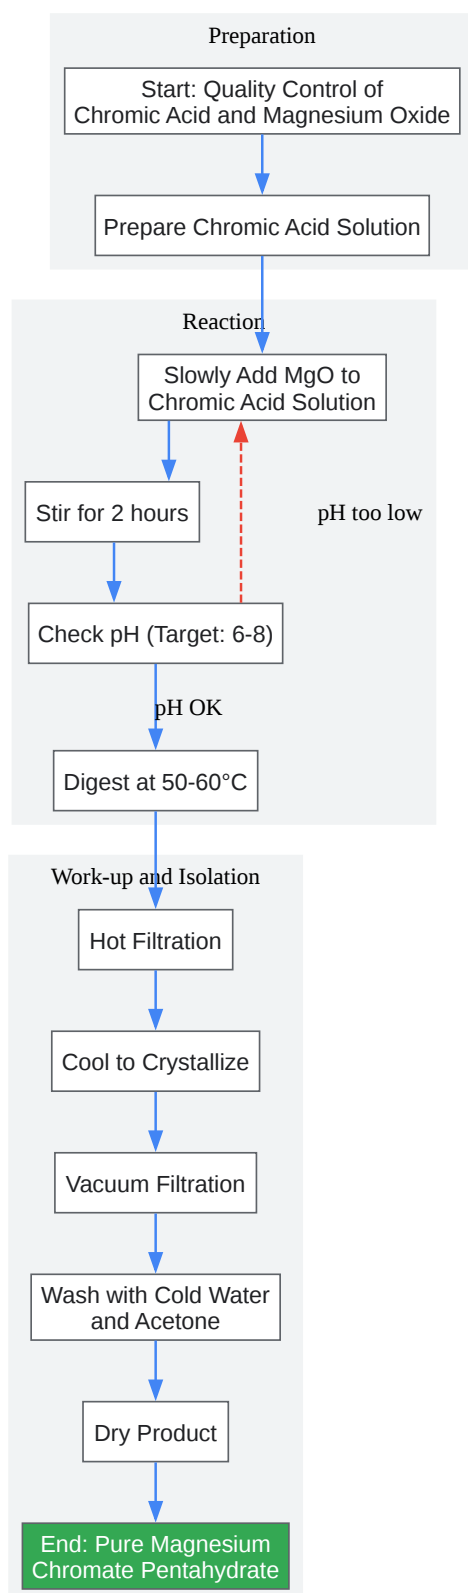 Preparation
Start: Quality Control of
Chromic Acid and Magnesium Oxide
Prepare Chromic Acid Solution
Reaction
Slowly Add MgO to
Chromic Acid Solution
Stir for 2 hours
pH too low
Check pH (Target: 6-8)
pH OK
Digest at 50-60°C
Work-up and Isolation
Hot Filtration
Cool to Crystallize
Vacuum Filtration
Wash with Cold Water
and Acetone
Dry Product
End: Pure Magnesium
Chromate Pentahydrate